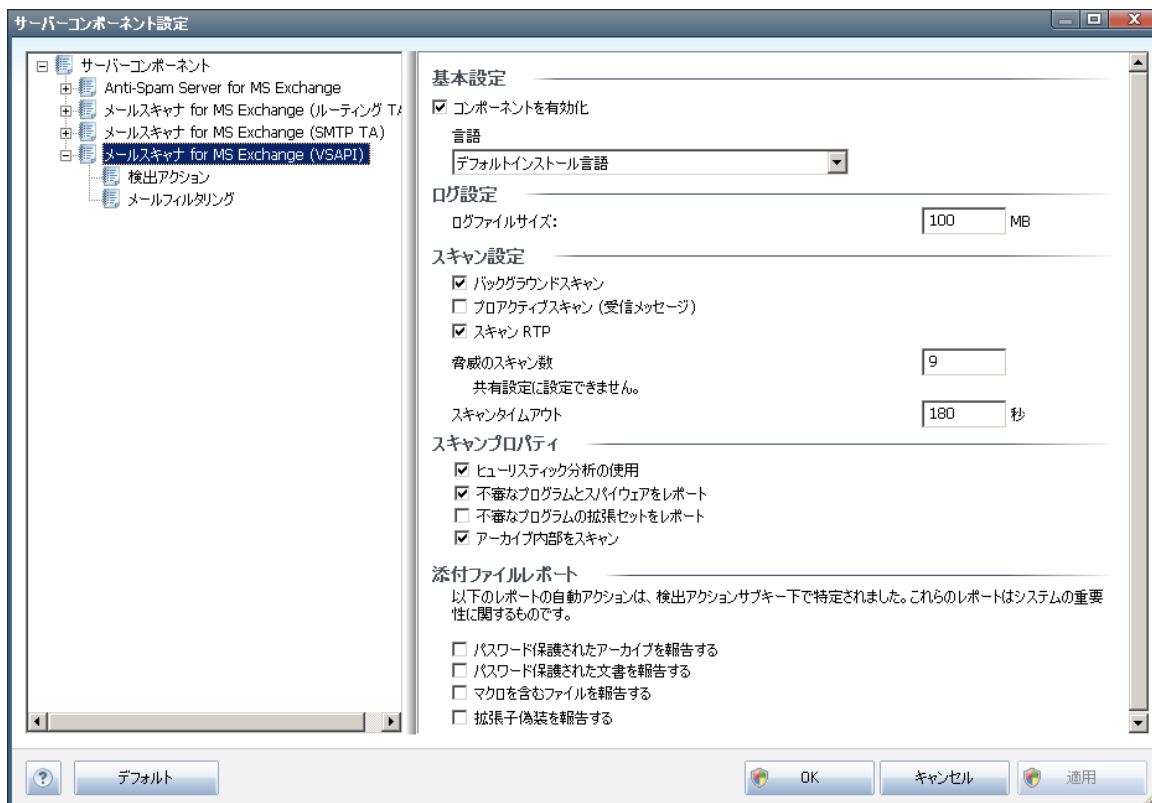 サーバーコンポーネント設定
サーバーコンポーネント
Anti-Spam Server for MS Exchange
メールスキャナ for MS Exchange (ルーティング TA
メールスキャナ for MS Exchange (SMTP TA)
メールスキャナ for MS Exchange (VSAPI)
検出アクション
メールフィルタリング
基本設定
コンポーネントを有効化
言語
デフォルトインストール言語
ログ設定
ログファイルサイズ: 100 MB
スキャン設定
バックグラウンドスキャン
プロアクティブスキャン (受信メッセージ)
スキャン RTP
脅威のスキャン数 9
共有設定に設定できません。
スキャンタイムアウト 180 秒
スキャンプロパティ
ヒューリスティック分析の使用
不審なプログラムとスパイウェアをレポート
不審なプログラムの拡張セットをレポート
アーカイブ内部をスキャン
添付ファイルレポート
以下のレポートの自動アクションは、検出アクションサブキー下で特定されました。これらのレポートはシステムの重要
性に関するものです。
パスワード保護されたアーカイブを報告する
パスワード保護された文書を報告する
マクロを含むファイルを報告する
拡張子偽装を報告する
? デフォルト OK キャンセル 適用